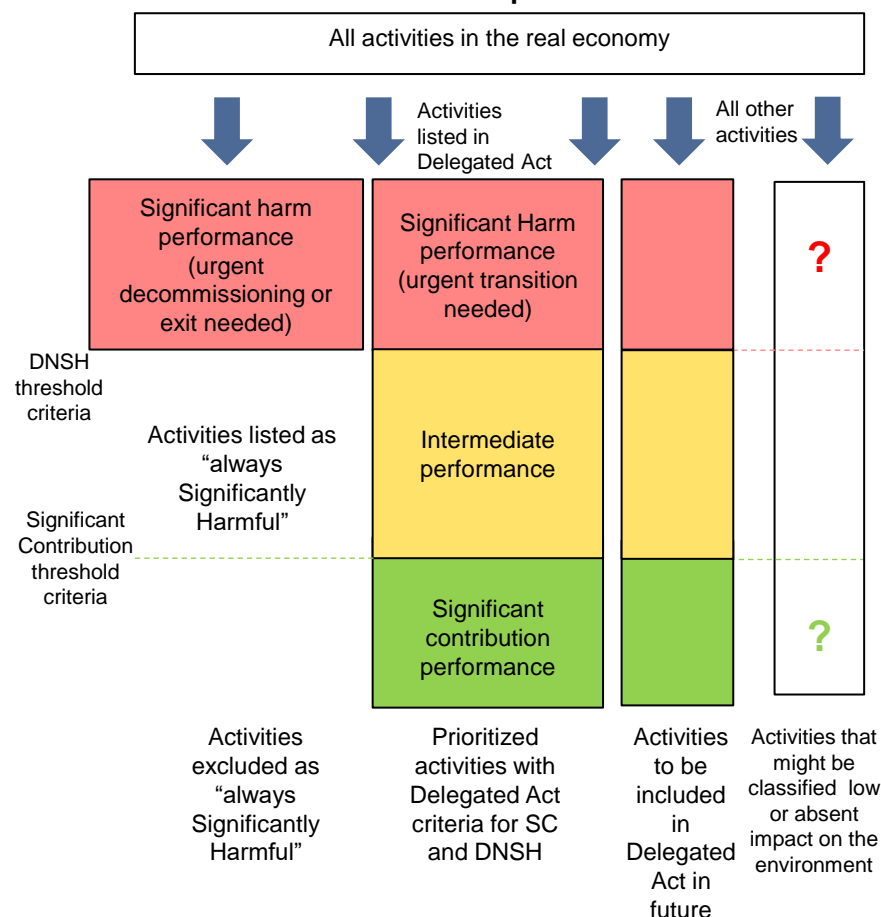 All activities in the real economy
Activities
listed in
Delegated Act
All other
activities
Significant harm
performance
(urgent
decommissioning or
exit needed)
Significant Harm
performance
(urgent transition
needed)
?
DNSH
threshold
criteria
Activities listed as
“always
Significantly
Harmful”
Intermediate
performance
Significant
Contribution
threshold
criteria
Significant
contribution
performance
?
Activities
excluded as
“always
Significantly
Harmful”
Prioritized
activities with
Delegated Act
criteria for SC
and DNSH
Activities
to be
included
in
Delegated
Act in
future
Activities that
might be
classified low
or absent
impact on the
environment